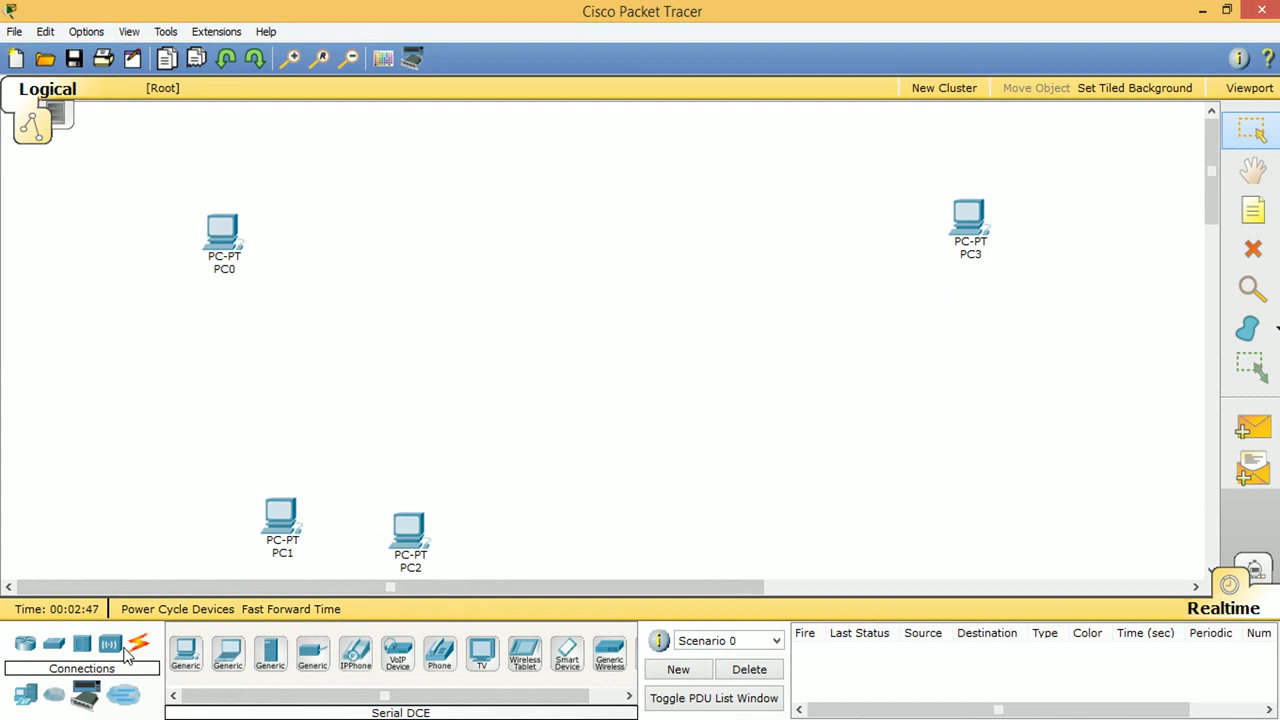 Cisco Packet Tracer
File Edit Options View Tools Extensions Help
Logical [Root] New Cluster Move Object Set Tiled Background Viewport
PC-PT
PC0
PC-PT
PC3
PC-PT
PC1
PC-PT
PC2
Time: 00:02:47 Power Cycle Devices Fast Forward Time Realtime
Connections
Generic Generic Generic Generic IPPhone VoIP Device Phone TV Wireless Tablet Smart Device Generic Wireless
Serial DCE
Scenario 0
New Delete
Toggle PDU List Window
Fire Last Status Source Destination Type Color Time (sec) Periodic Num